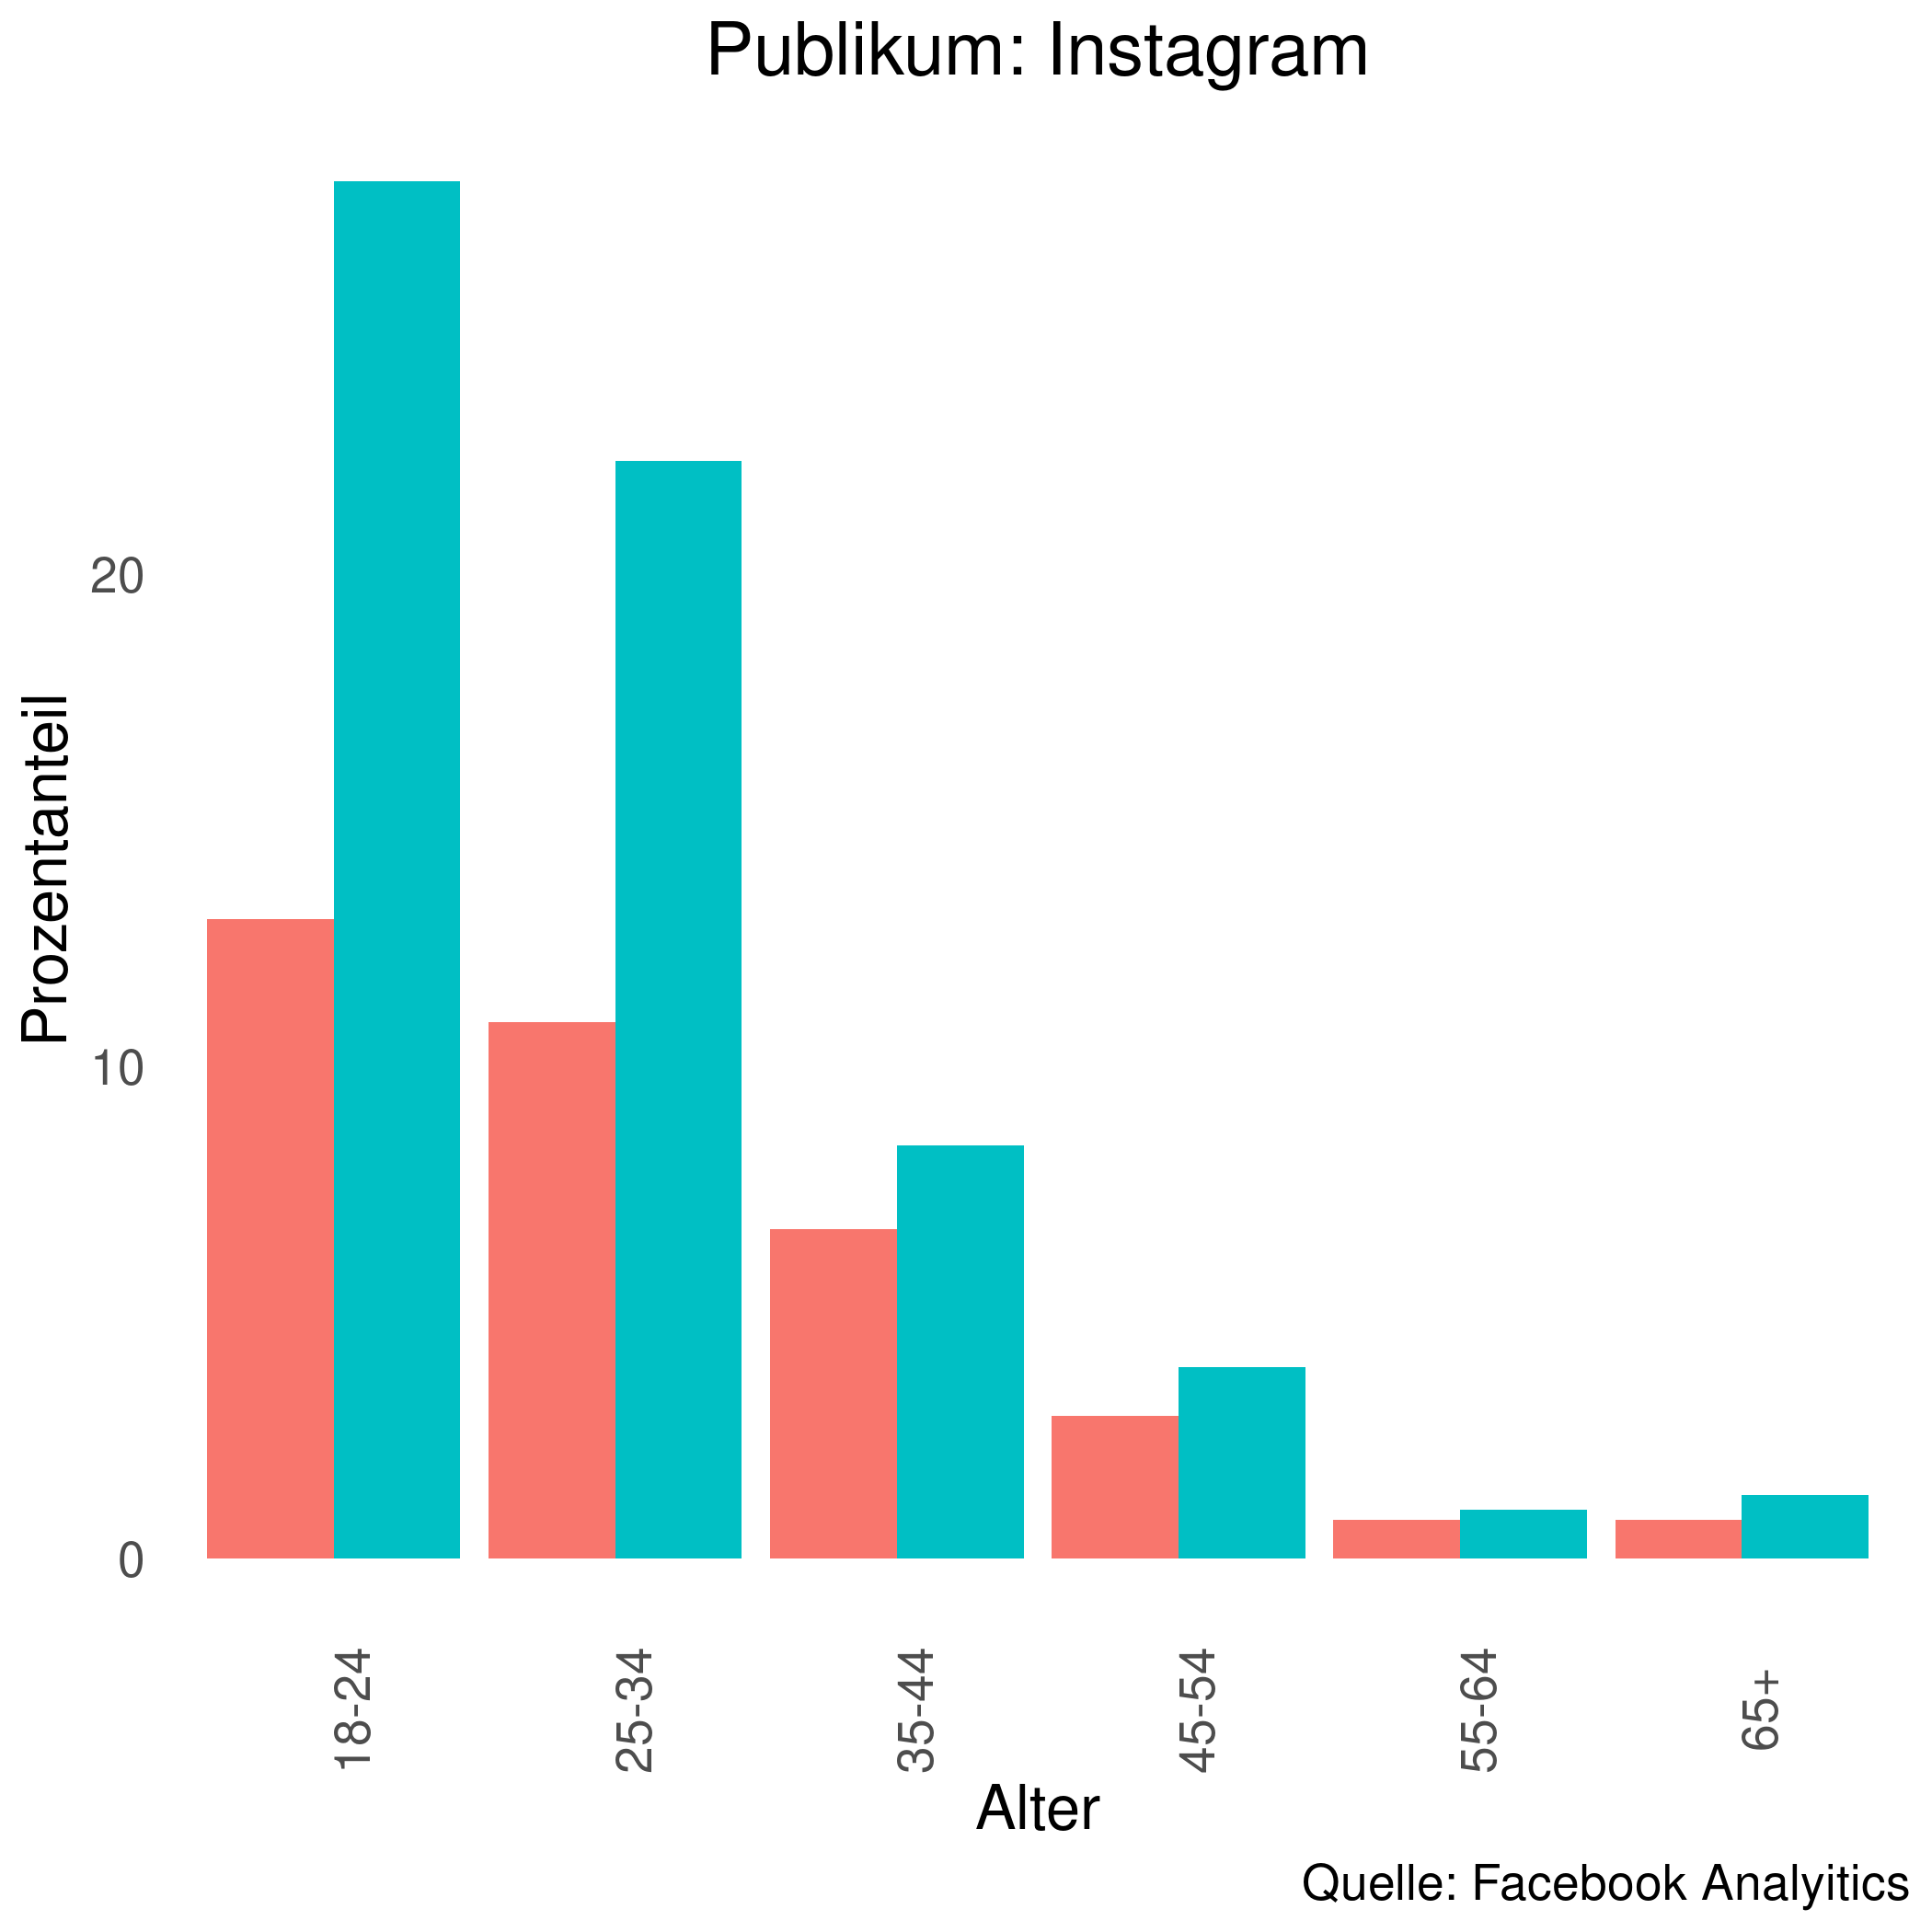 Publikum: Instagram
20
10
0
Prozentanteil
18-24
25-34
35-44
45-54
55-64
65+
Alter
Quelle: Facebook Analyitics